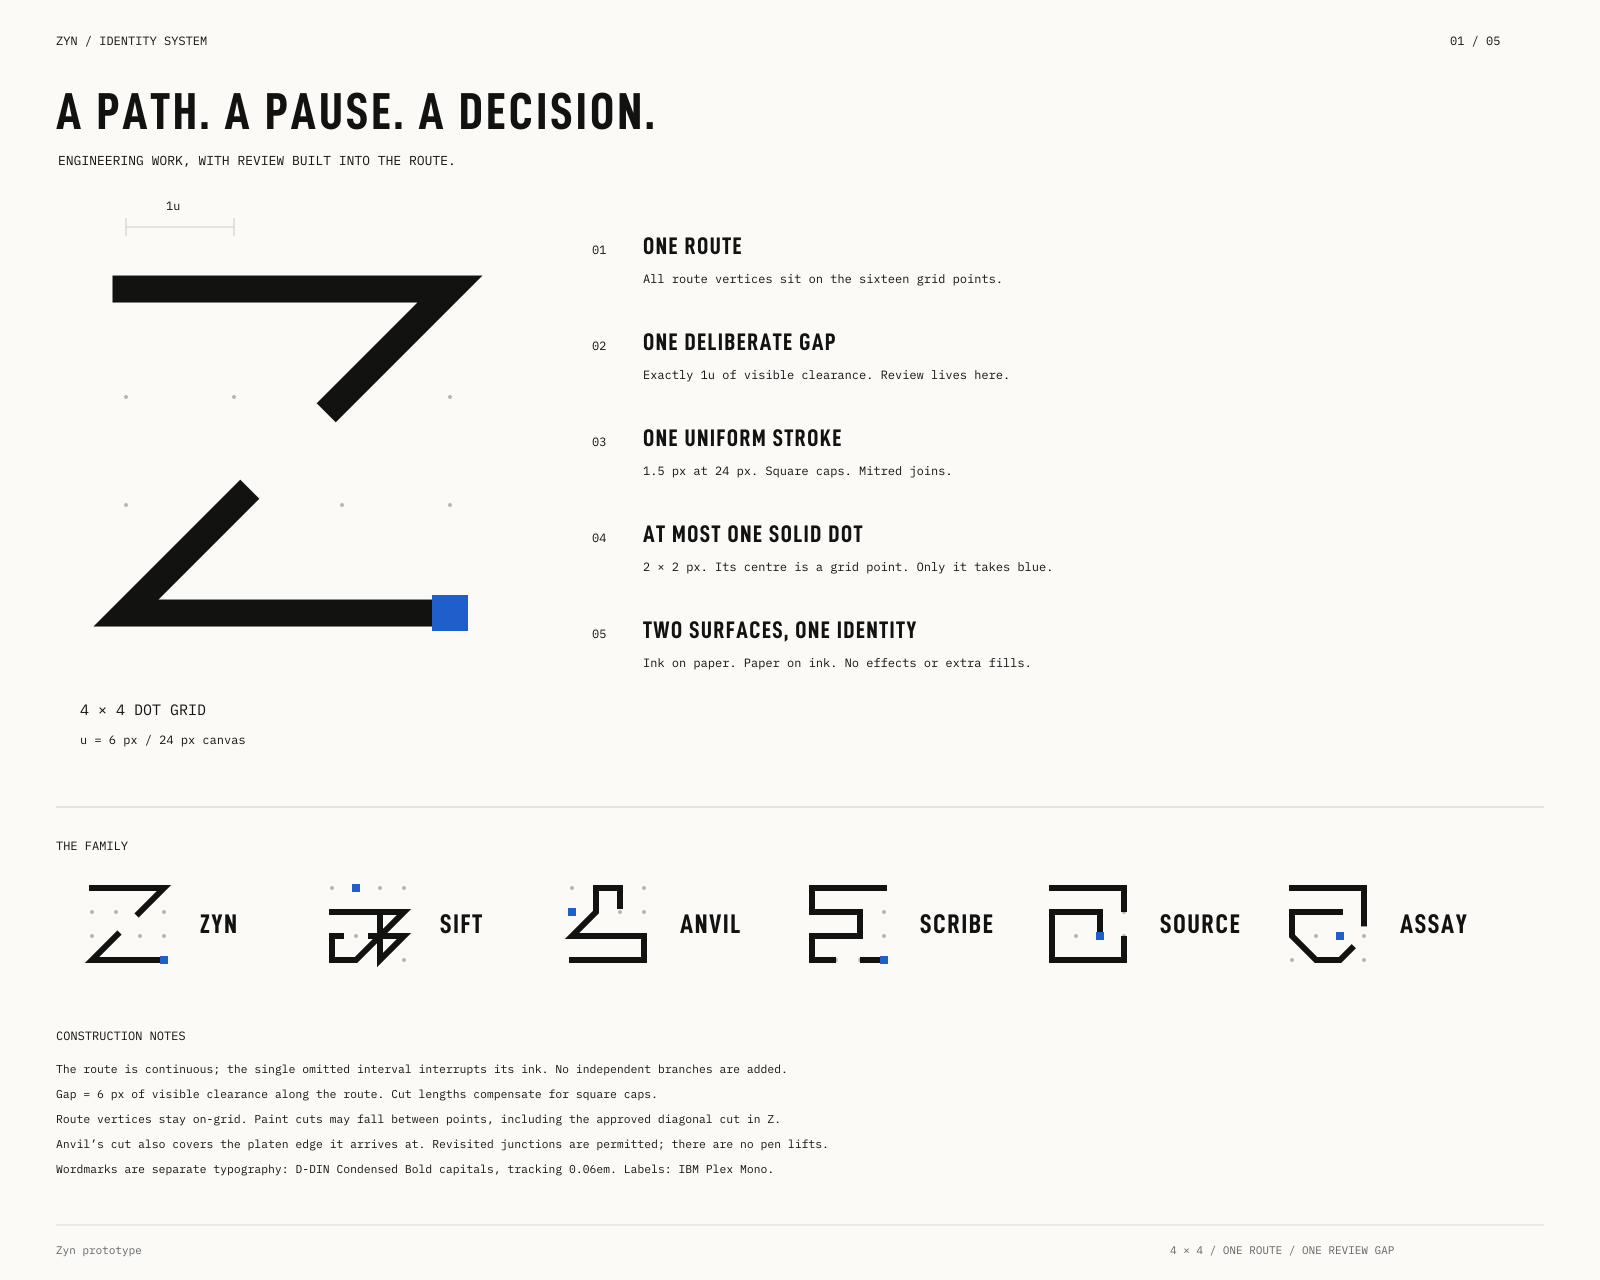 ZYN / IDENTITY SYSTEM
01 / 05
A PATH. A PAUSE. A DECISION.
ENGINEERING WORK, WITH REVIEW BUILT INTO THE ROUTE.
1u
01 ONE ROUTE
All route vertices sit on the sixteen grid points.
02 ONE DELIBERATE GAP
Exactly 1u of visible clearance. Review lives here.
03 ONE UNIFORM STROKE
1.5 px at 24 px. Square caps. Mitred joins.
04 AT MOST ONE SOLID DOT
2 × 2 px. Its centre is a grid point. Only it takes blue.
05 TWO SURFACES, ONE IDENTITY
Ink on paper. Paper on ink. No effects or extra fills.
4 × 4 DOT GRID
u = 6 px / 24 px canvas
THE FAMILY
ZYN
SIFT
ANVIL
SCRIBE
SOURCE
ASSAY
CONSTRUCTION NOTES
The route is continuous; the single omitted interval interrupts its ink. No independent branches are added.
Gap = 6 px of visible clearance along the route. Cut lengths compensate for square caps.
Route vertices stay on-grid. Paint cuts may fall between points, including the approved diagonal cut in Z.
Anvil’s cut also covers the platen edge it arrives at. Revisited junctions are permitted; there are no pen lifts.
Wordmarks are separate typography: D-DIN Condensed Bold capitals, tracking 0.06em. Labels: IBM Plex Mono.
Zyn prototype
4 × 4 / ONE ROUTE / ONE REVIEW GAP